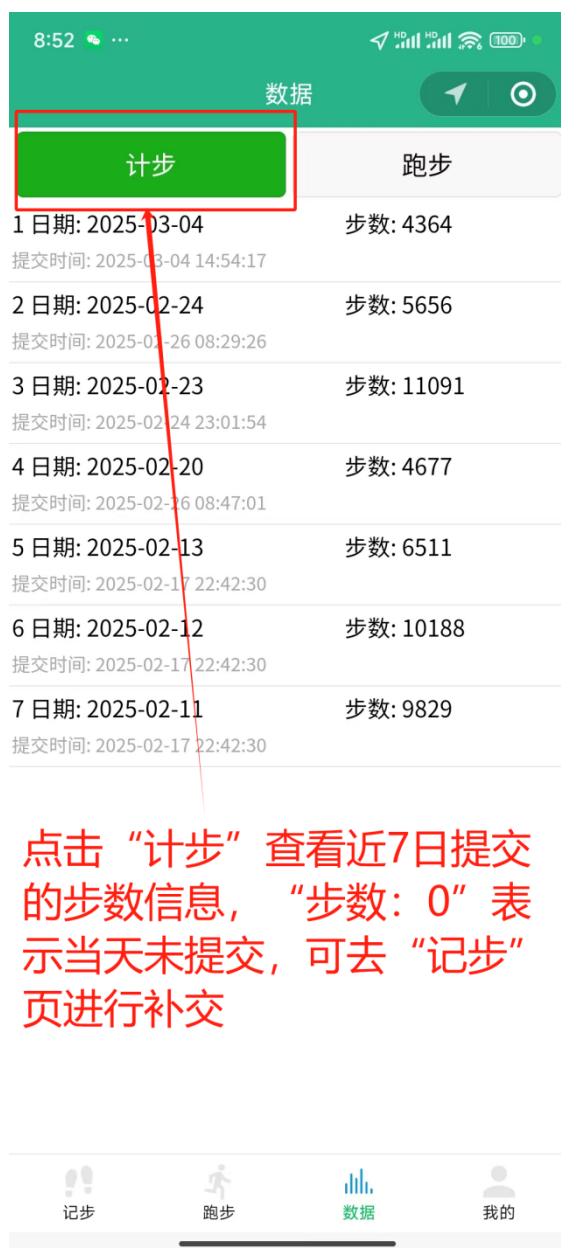 8:52 ...
HD HD 6 100
数据
计步 跑步
1 日期: 2025-03-04 步数: 4364
提交时间: 2025-03-04 14:54:17
2 日期: 2025-02-24 步数: 5656
提交时间: 2025-02-26 08:29:26
3 日期: 2025-02-23 步数: 11091
提交时间: 2025-02-24 23:01:54
4 日期: 2025-02-20 步数: 4677
提交时间: 2025-02-26 08:47:01
5 日期: 2025-02-13 步数: 6511
提交时间: 2025-02-17 22:42:30
6 日期: 2025-02-12 步数: 10188
提交时间: 2025-02-17 22:42:30
7 日期: 2025-02-11 步数: 9829
提交时间: 2025-02-17 22:42:30
点击“计步”查看近7日提交
的步数信息，“步数：0”表
示当天未提交，可去“记步”
页进行补交
记步 跑步 数据 我的